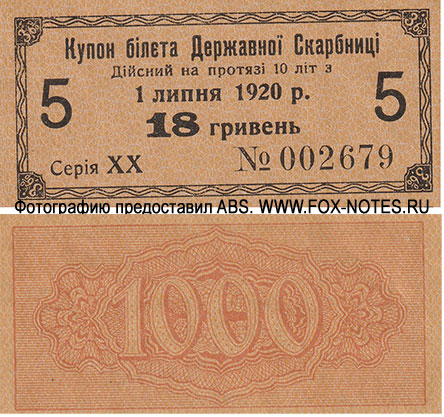 Купон білєта Державної Скарбниці
Дійсний на протязі 10 літ з
5 1 липня 1920 р. 5
18 гривень
Серія XX № 002679
Фотографию предоставил ABS. WWW.FOX-NOTES.RU
1000